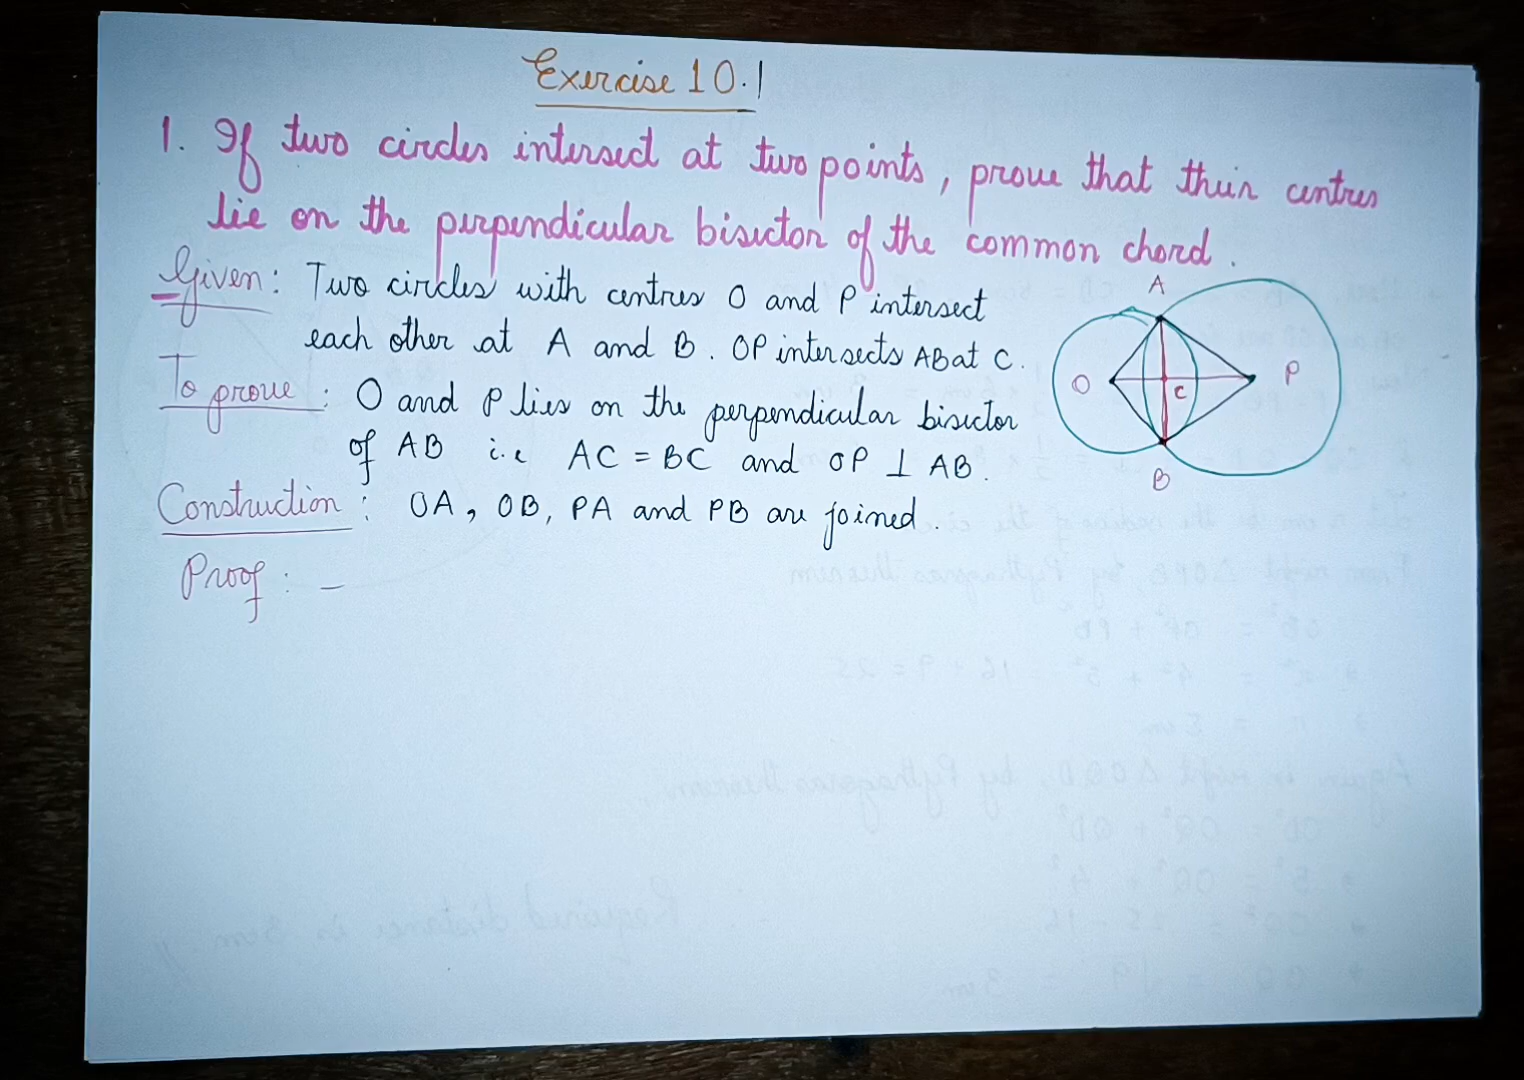 Exercise 10.1
1. If two circles intersect at two points, prove that their centres
lie on the perpendicular bisector of the common chord.
Given: Two circles with centres O and P intersect
each other at A and B. OP intersects AB at C.
To prove: O and P lies on the perpendicular bisector
of AB i.e AC = BC and OP ⊥ AB.
Construction: OA, OB, PA and PB are joined.
Proof: –
A
O
P
C
B